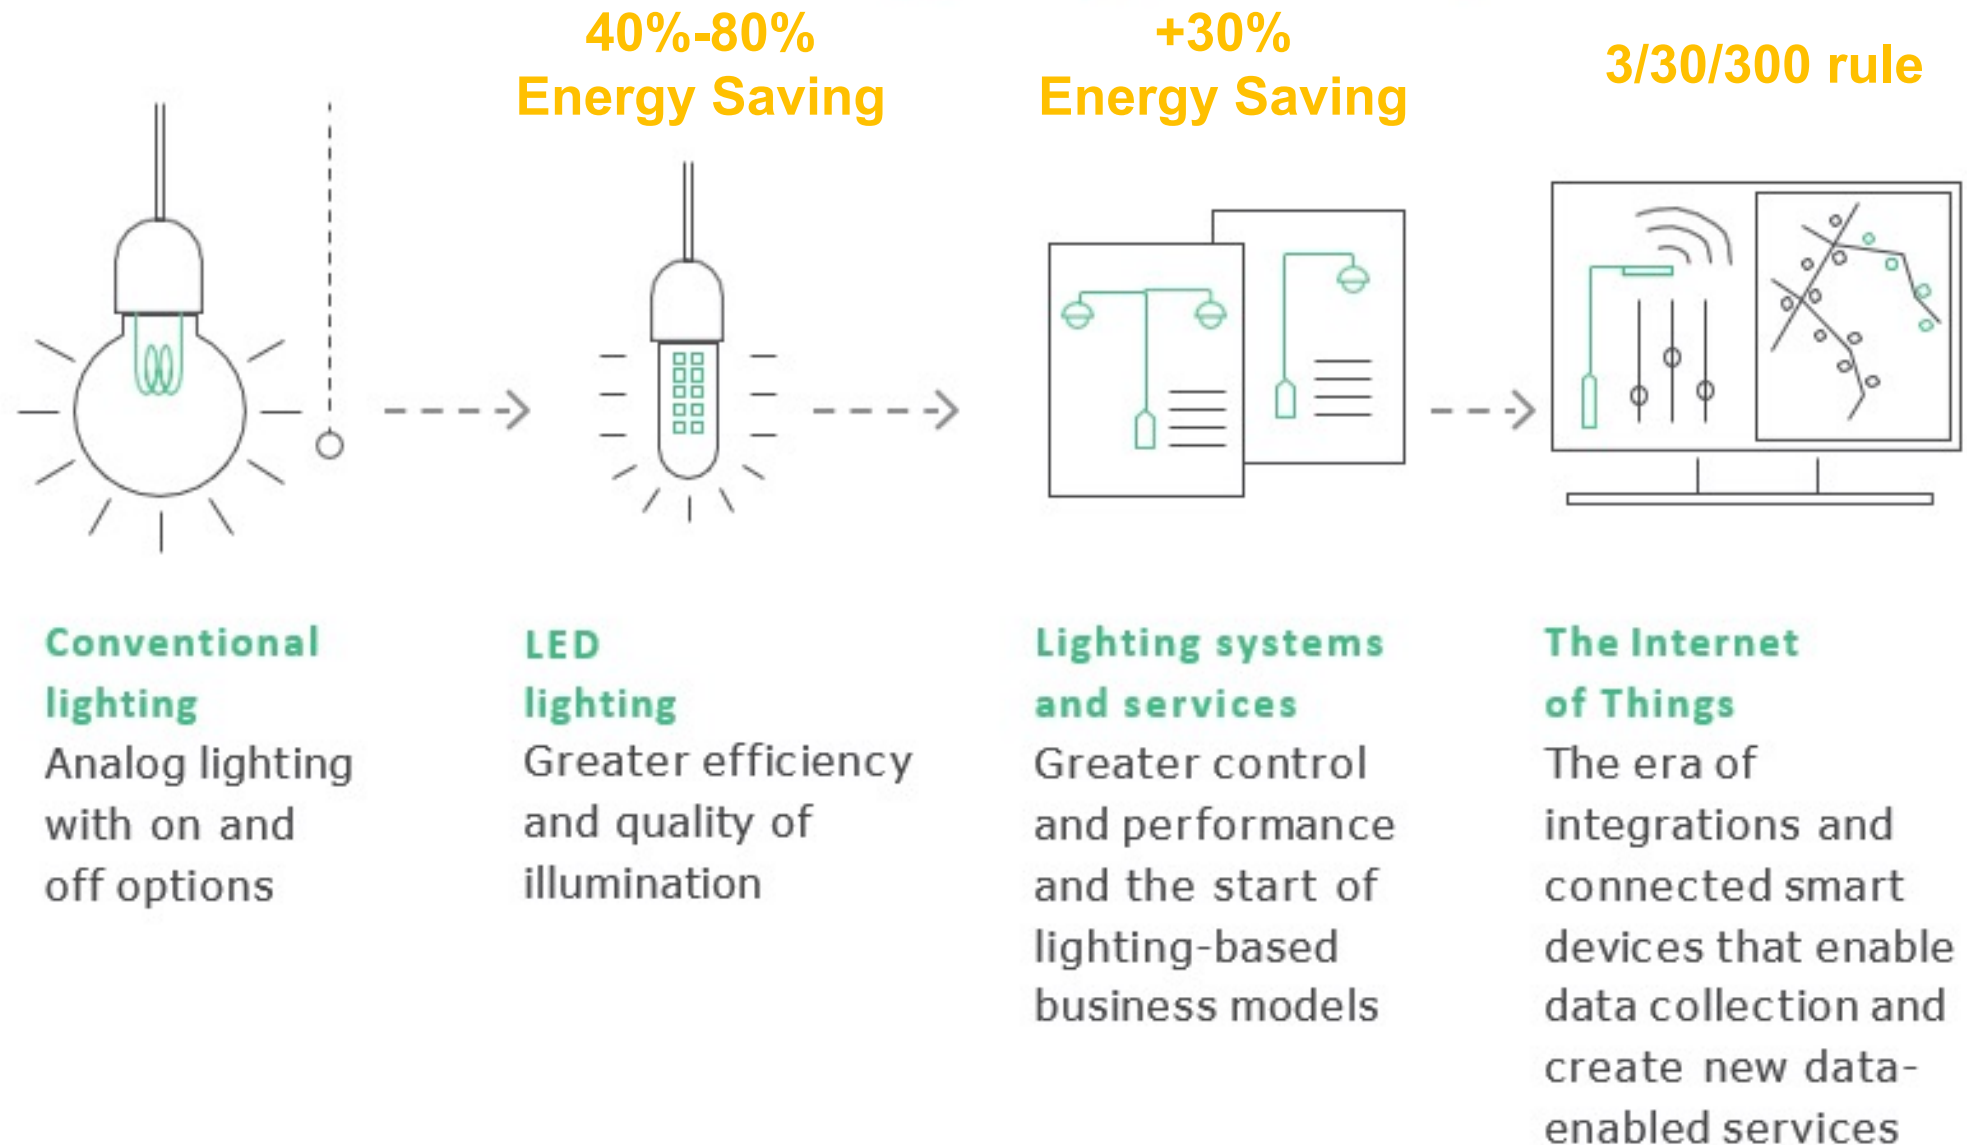 40%-80%
Energy Saving
+30%
Energy Saving
3/30/300 rule
Conventional
lighting
Analog lighting
with on and
off options
LED
lighting
Greater efficiency
and quality of
illumination
Lighting systems
and services
Greater control
and performance
and the start of
lighting-based
business models
The Internet
of Things
The era of
integrations and
connected smart
devices that enable
data collection and
create new data-
enabled services